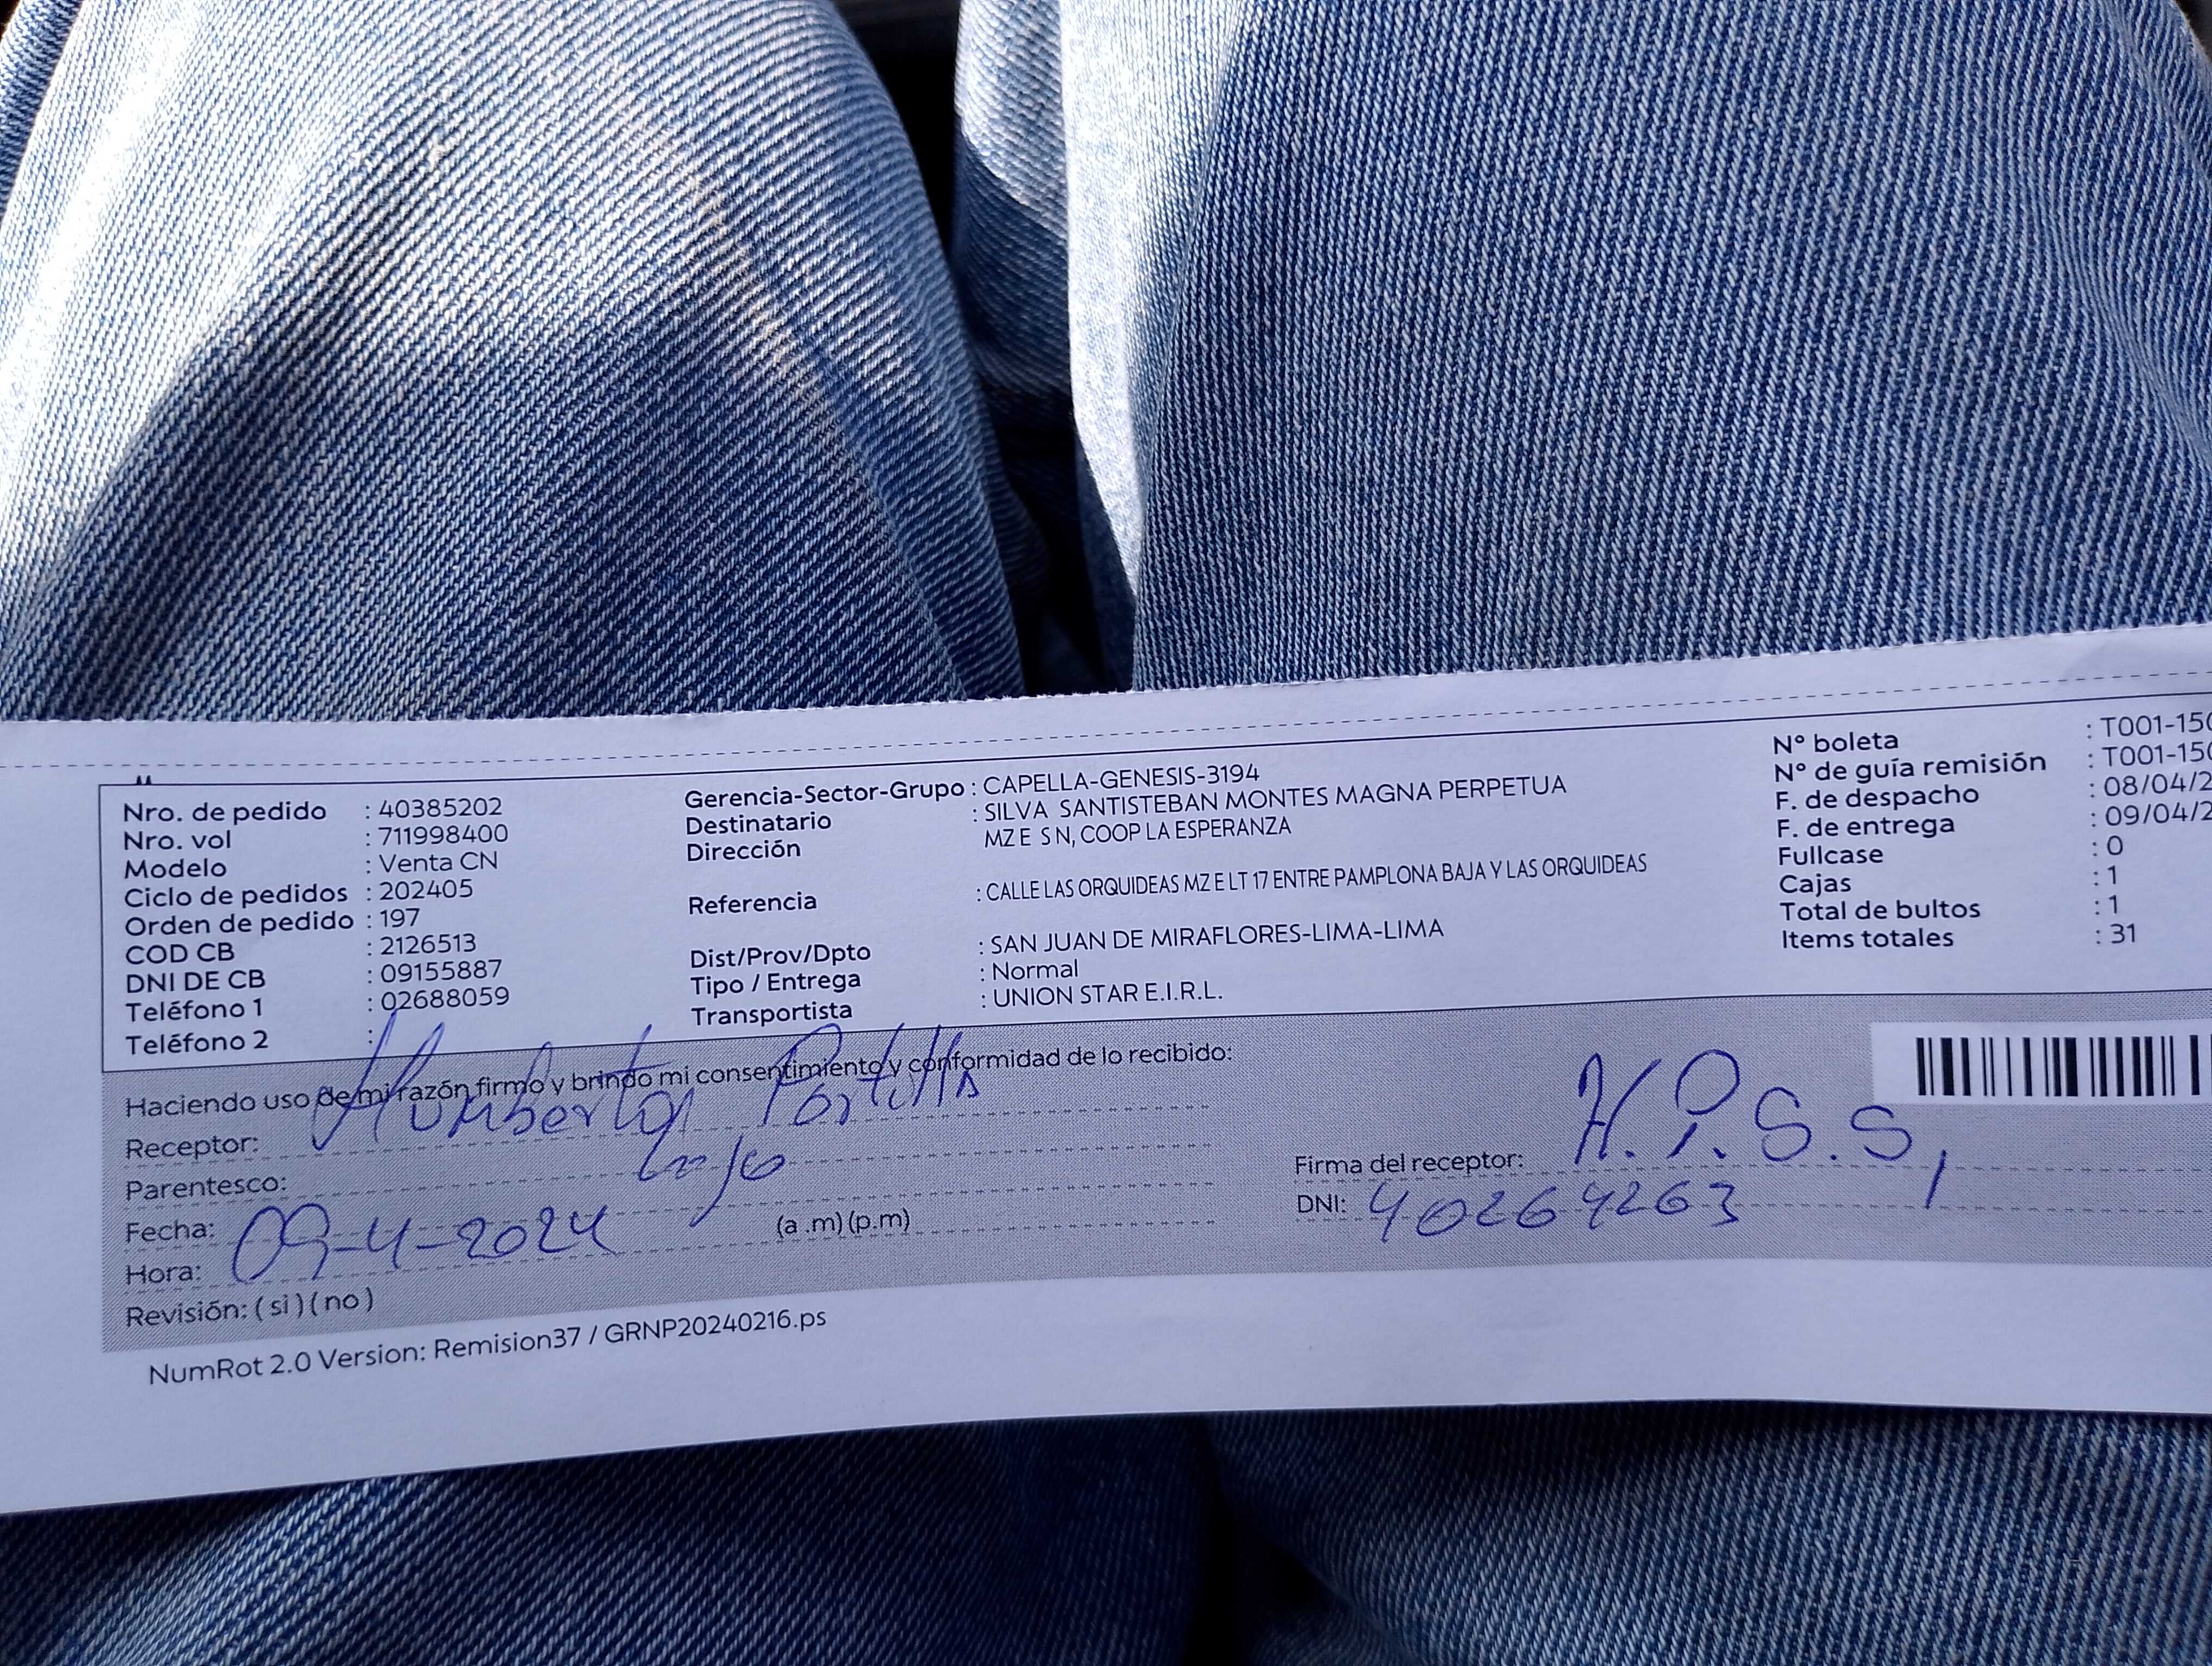 Nro. de pedido : 40385202
Nro. vol : 711998400
Modelo : Venta CN
Ciclo de pedidos : 202405
Orden de pedido : 197
COD CB : 2126513
DNI DE CB : 09155887
Teléfono 1 : 02688059
Teléfono 2 :
Gerencia-Sector-Grupo : CAPELLA-GENESIS-3194
Destinatario : SILVA SANTISTEBAN MONTES MAGNA PERPETUA
Dirección MZ E S N, COOP LA ESPERANZA
Referencia : CALLE LAS ORQUIDEAS MZ E LT 17 ENTRE PAMPLONA BAJA Y LAS ORQUIDEAS
Dist/Prov/Dpto : SAN JUAN DE MIRAFLORES-LIMA-LIMA
Tipo / Entrega : Normal
Transportista : UNION STAR E.I.R.L.
N° boleta : T001-150
N° de guía remisión : T001-150
F. de despacho : 08/04/2
F. de entrega : 09/04/2
Fullcase : 0
Cajas : 1
Total de bultos : 1
Items totales : 31
Haciendo uso de mi razón firmo y brindo mi consentimiento y conformidad de lo recibido:
Receptor: Humberto Portilla
Parentesco:
Fecha: 09-4-2024
Hora: (a .m) (p.m)
Revisión: ( si ) ( no )
Firma del receptor: H.P.S.S,
DNI: 40264263
NumRot 2.0 Version: Remision37 / GRNP20240216.ps